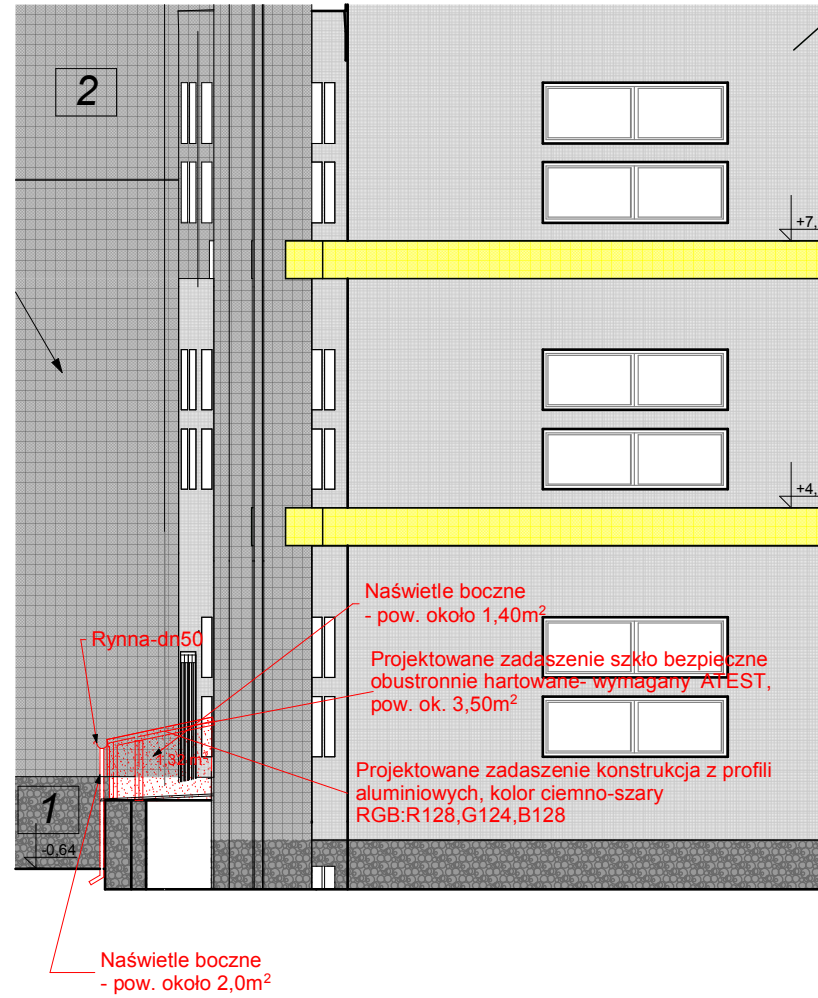 2
+7,
+4,
Naświetle boczne
- pow. około 1,40m²
Rynna-dn50
Projektowane zadaszenie szkło bezpieczne
obustronnie hartowane- wymagany ATEST,
pow. ok. 3,50m²
Projektowane zadaszenie konstrukcja z profili
aluminiowych, kolor ciemno-szary
RGB:R128,G124,B128
1
-0,64
Naświetle boczne
- pow. około 2,0m²